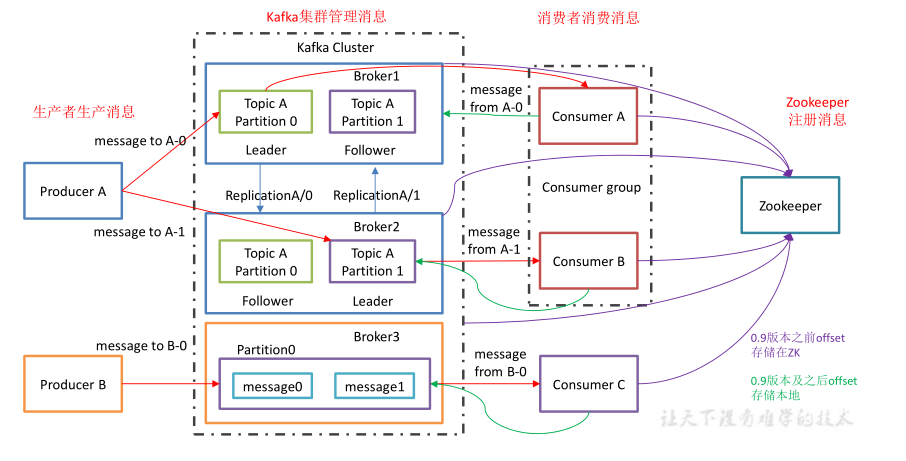 Kafka集群管理消息
消费者消费消息
Kafka Cluster
Broker1
Topic A
Partition 0
Topic A
Partition 1
Leader
Follower
生产者生产消息
message to A-0
Producer A
message to A-1
message
from A-0
Consumer A
Zookeeper
注册消息
ReplicationA/0
ReplicationA/1
Consumer group
Zookeeper
Broker2
Topic A
Partition 0
Topic A
Partition 1
Follower
Leader
message
from A-1
Consumer B
Broker3
Partition0
message0
message1
message to B-0
Producer B
message
from B-0
Consumer C
0.9版本之前offset
存储在ZK
0.9版本及之后offset
存储本地
让天下没有难学的技术